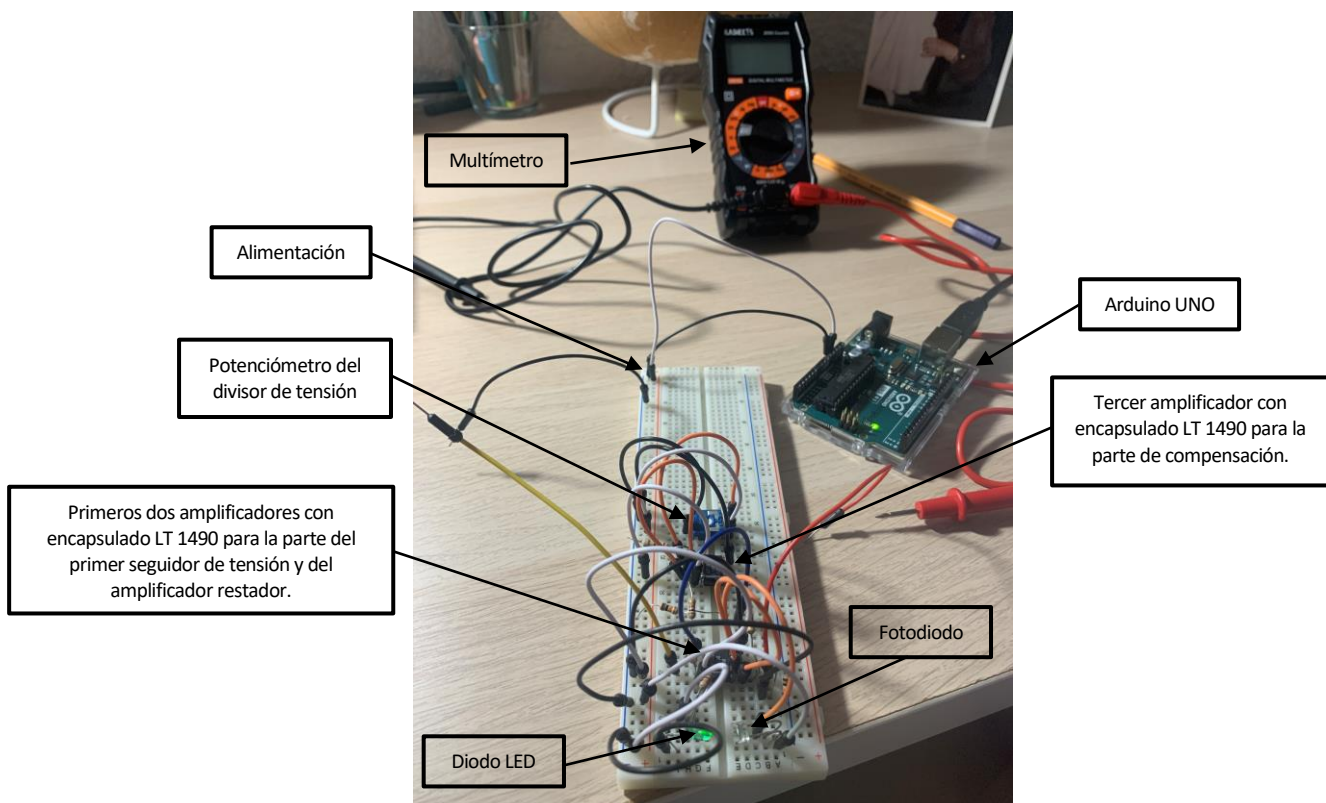 Multímetro
Alimentación
Arduino UNO
Potenciómetro del
divisor de tensión
Tercer amplificador con
encapsulado LT 1490 para la
parte de compensación.
Primeros dos amplificadores con
encapsulado LT 1490 para la parte del
primer seguidor de tensión y del
amplificador restador.
Fotodiodo
Diodo LED